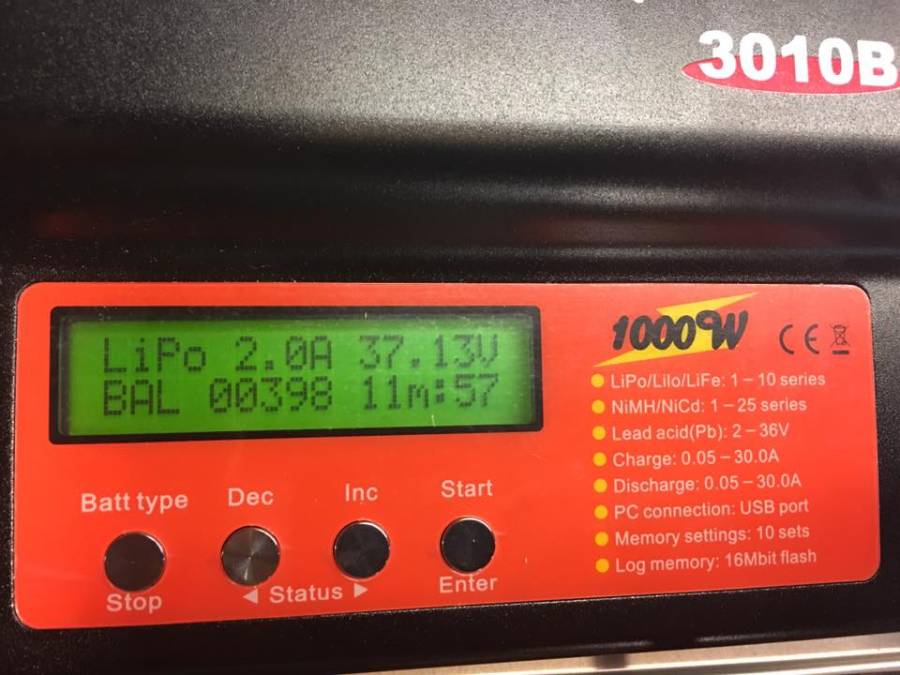 3010B
LiPo 2.0A 37.13V
BAL 00398 11m:57
1000W
CE
LiPo/LiIo/LiFe: 1 – 10 series
NiMH/NiCd: 1 – 25 series
Lead acid(Pb): 2 – 36V
Charge: 0.05 – 30.0A
Discharge: 0.05 – 30.0A
PC connection: USB port
Memory settings: 10 sets
Log memory: 16Mbit flash
Batt type
Dec
Inc
Start
Stop
◄ Status ►
Enter